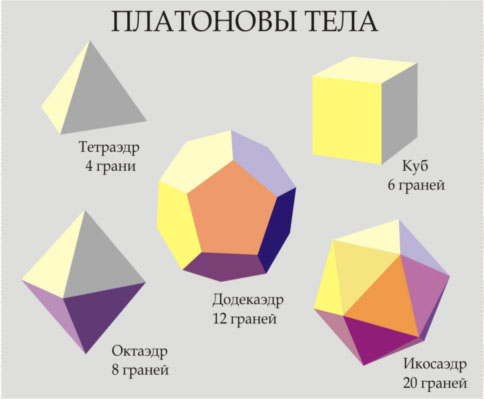 ПЛАТОНОВЫ ТЕЛА
Тетраэдр
4 грани
Куб
6 граней
Додекаэдр
12 граней
Октаэдр
8 граней
Икосаэдр
20 граней